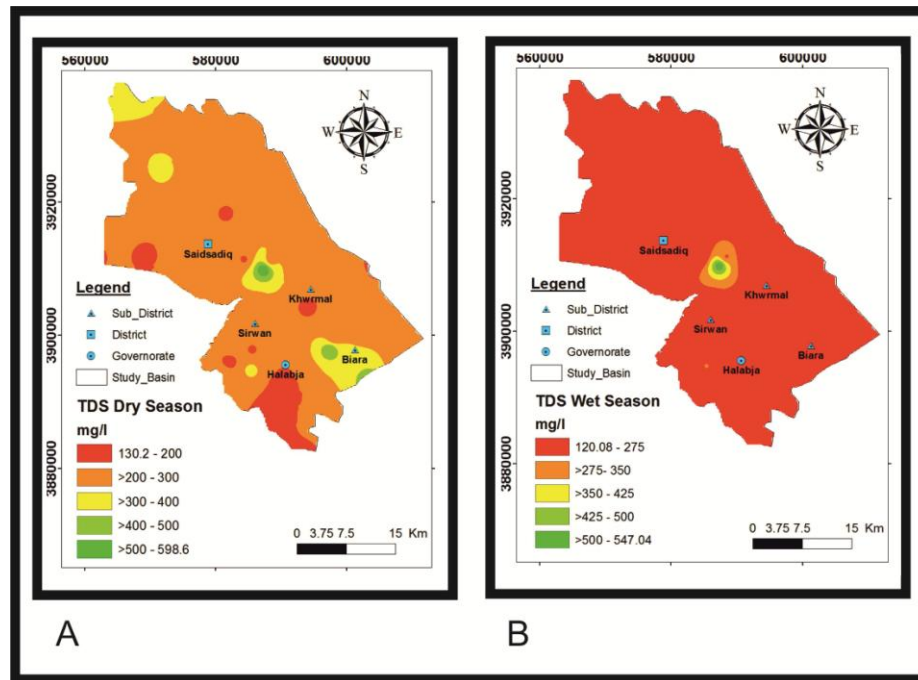 560000 580000 600000
N
W E
S
3920000
Saidsadiq
Khwrmal
3900000
Sirwan
Biara
Halabja
3880000
Legend
Sub_District
District
Governorate
Study_Basin
TDS Dry Season
mg/l
130.2 - 200
>200 - 300
>300 - 400
>400 - 500
>500 - 598.6
0 3.75 7.5 15 Km
A
560000 580000 600000
N
W E
S
3920000
Saidsadiq
Khwrmal
3900000
Sirwan
Biara
Halabja
3880000
Legend
Sub_District
District
Governorate
Study_Basin
TDS Wet Season
mg/l
120.08 - 275
>275- 350
>350 - 425
>425 - 500
>500 - 547.04
0 3.75 7.5 15 Km
B